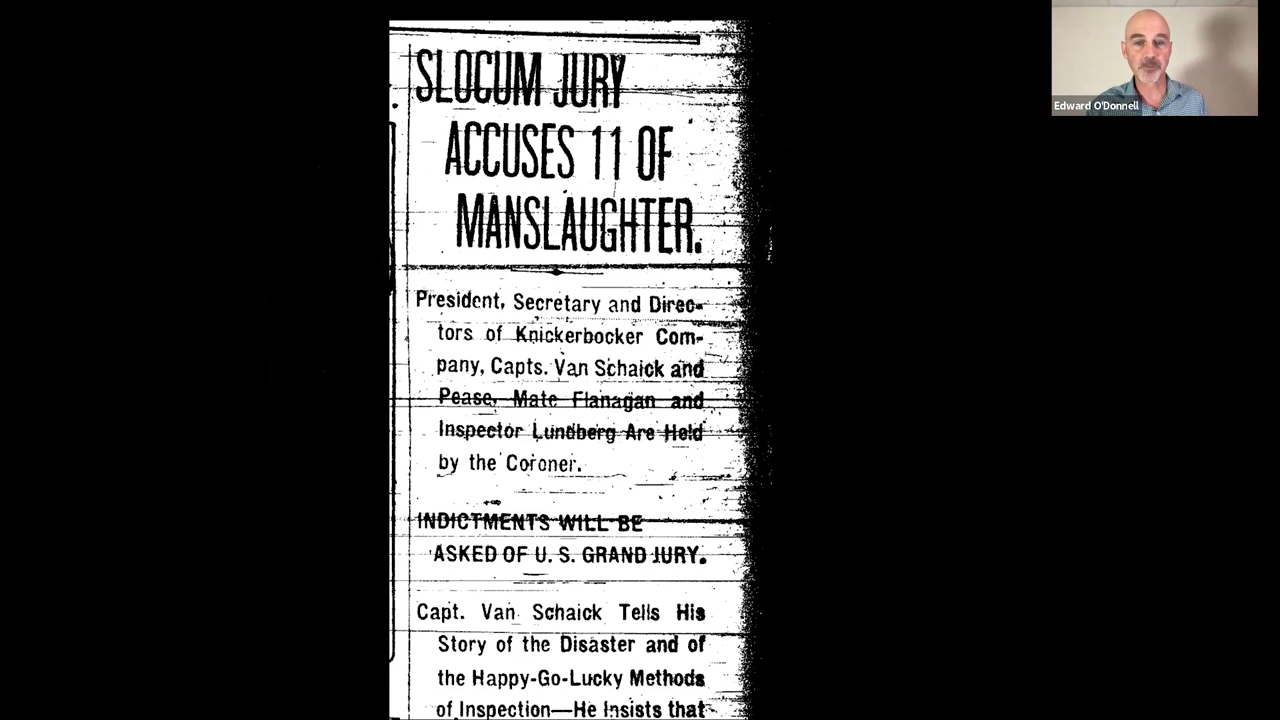 SLOCUM JURY
ACCUSES 11 OF
MANSLAUGHTER.
President, Secretary and Direc-
tors of Knickerbocker Com-
pany, Capts. Van Schaick and
Pease, Mate Flanagan and
Inspector Lundberg Are Held
by the Coroner.
INDICTMENTS WILL BE
ASKED OF U. S. GRAND JURY.
Capt. Van Schaick Tells His
Story of the Disaster and of
the Happy-Go-Lucky Methods
of Inspection—He Insists that
Edward O'Donnell